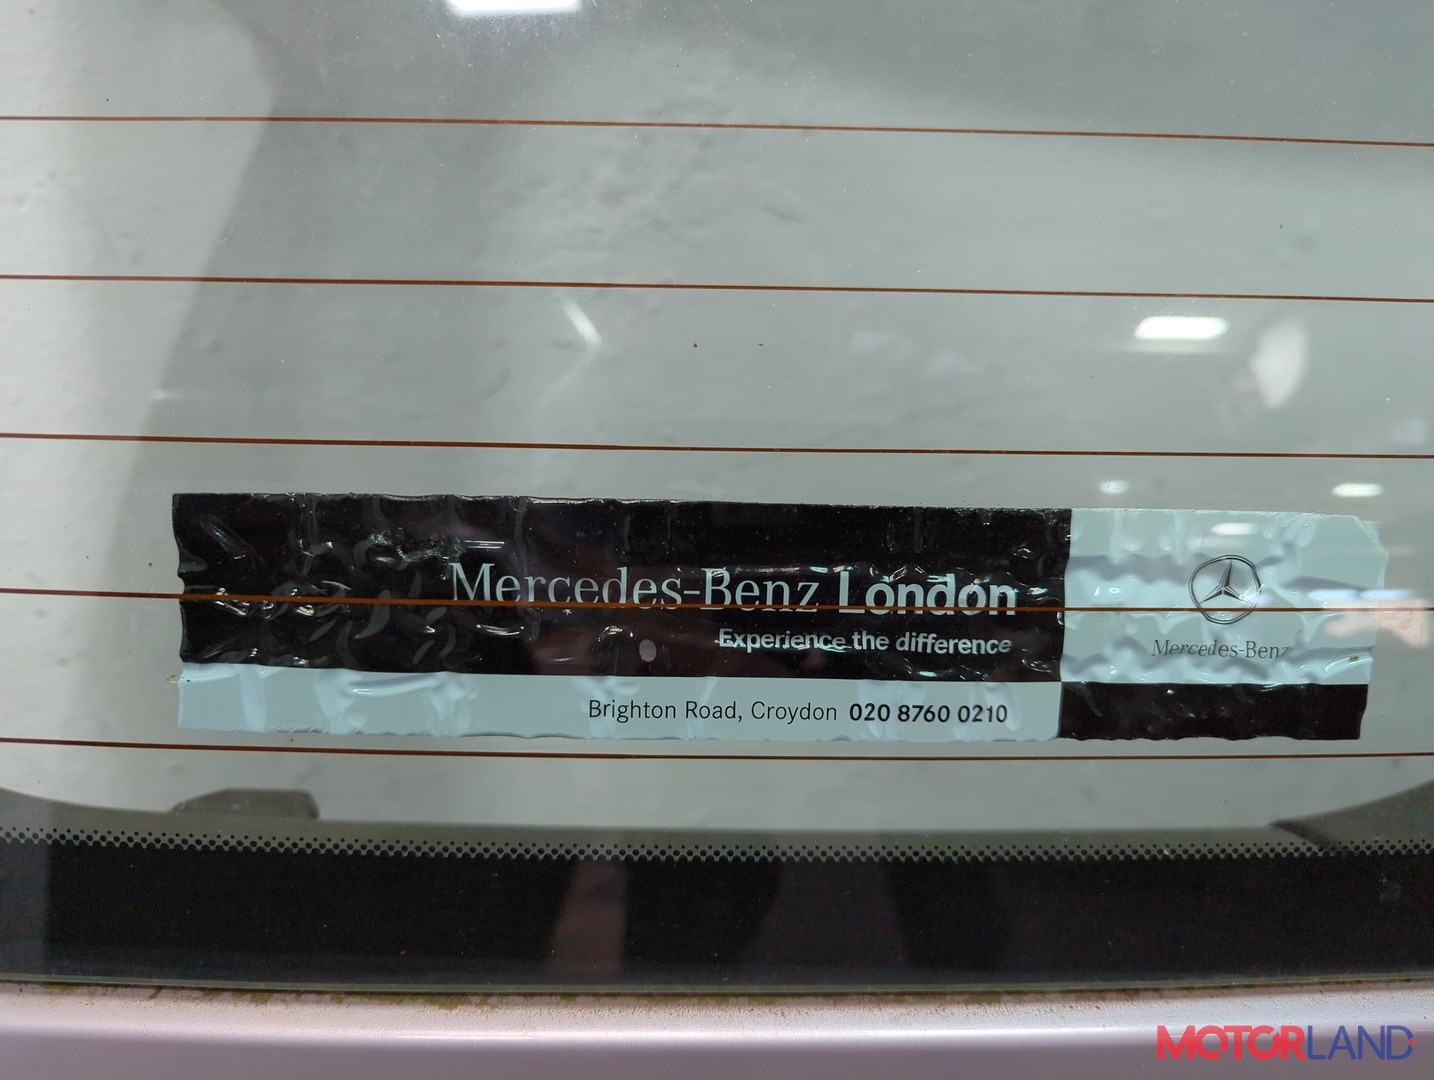 Mercedes-Benz London
Experience the difference
Brighton Road, Croydon 020 8760 0210
Mercedes-Benz
MOTORLAND